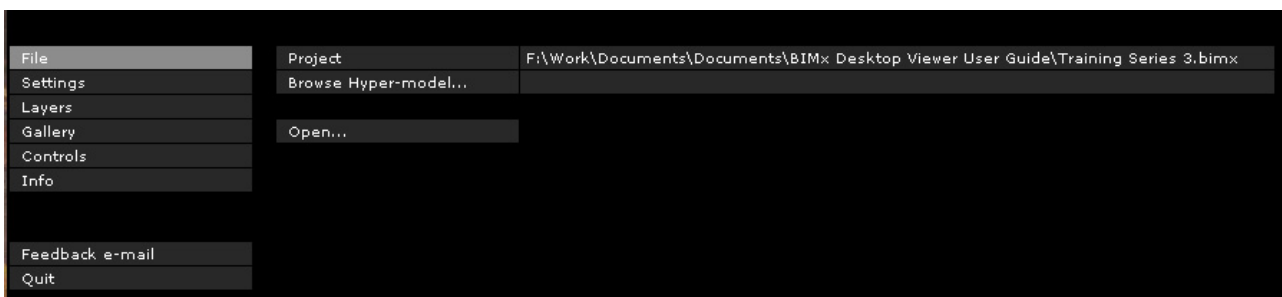 File
Settings
Layers
Gallery
Controls
Info
Feedback e-mail
Quit
Project F:\Work\Documents\Documents\BIMx Desktop Viewer User Guide\Training Series 3.bimx
Browse Hyper-model...
Open...